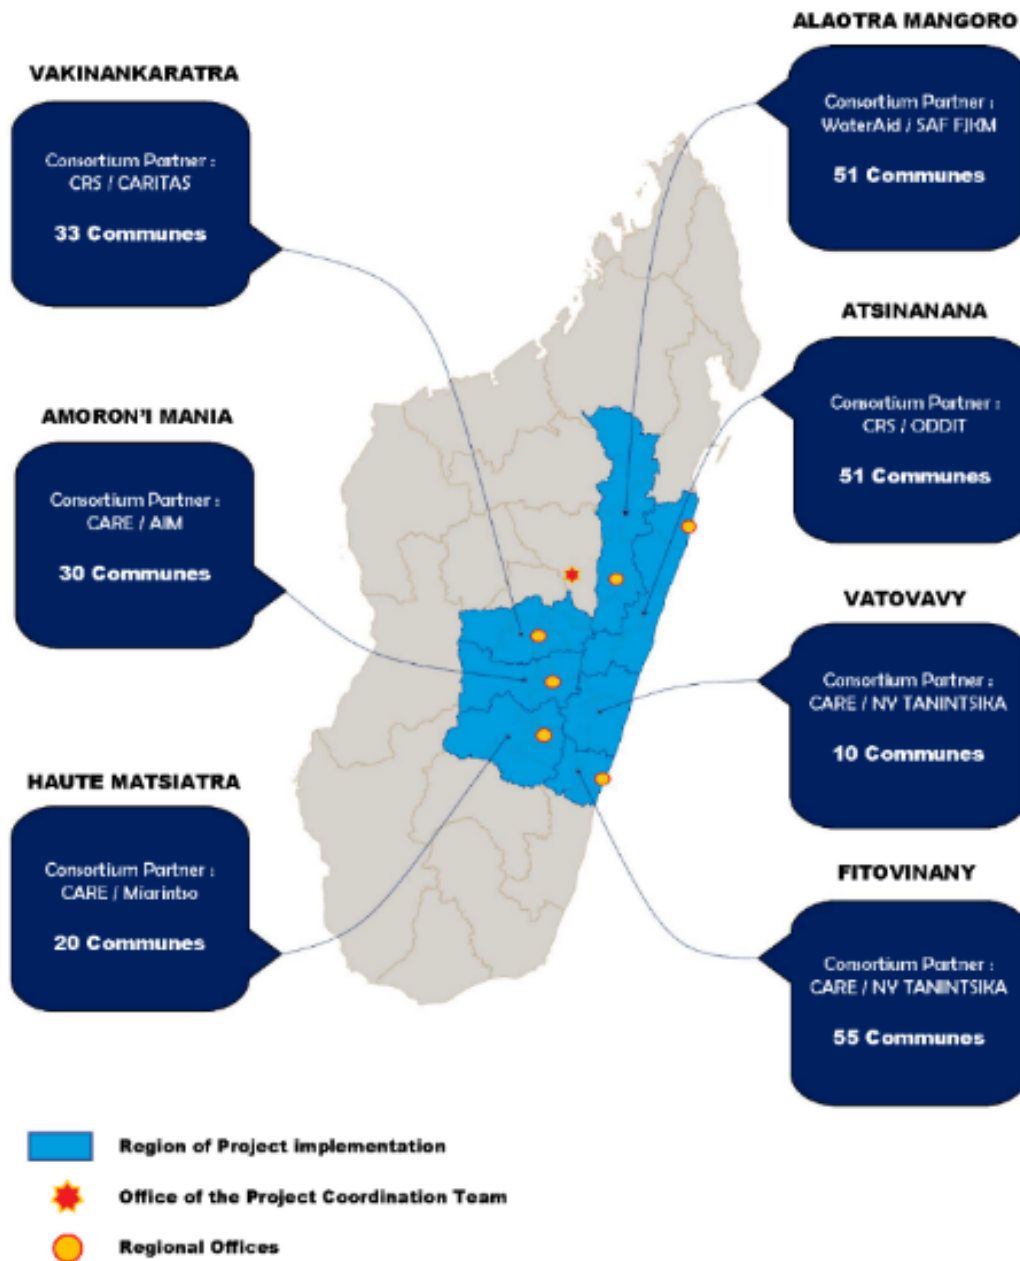 VAKINANKARATRA
Consortium Partner :
CRS / CARITAS
33 Communes
AMORON'I MANIA
Consortium Partner :
CARE / AIM
30 Communes
HAUTE MATSIATRA
Consortium Partner :
CARE / Miarintso
20 Communes
ALAOTRA MANGORO
Consortium Partner :
WaterAid / SAF FJKM
51 Communes
ATSINANANA
Consortium Partner :
CRS / ODDIT
51 Communes
VATOVAVY
Consortium Partner :
CARE / NY TANINTSIKA
10 Communes
FITOVINANY
Consortium Partner :
CARE / NY TANINTSIKA
55 Communes
Region of Project implementation
Office of the Project Coordination Team
Regional Offices